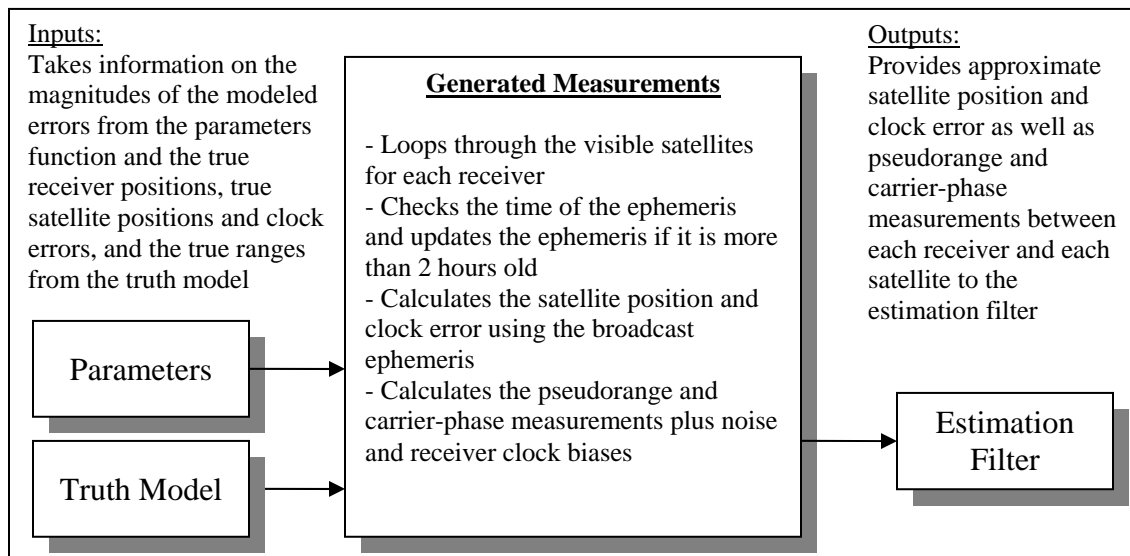 Inputs:
Takes information on the
magnitudes of the modeled
errors from the parameters
function and the true
receiver positions, true
satellite positions and clock
errors, and the true ranges
from the truth model
Parameters
Truth Model
Generated Measurements
- Loops through the visible satellites
for each receiver
- Checks the time of the ephemeris
and updates the ephemeris if it is more
than 2 hours old
- Calculates the satellite position and
clock error using the broadcast
ephemeris
- Calculates the pseudorange and
carrier-phase measurements plus noise
and receiver clock biases
Outputs:
Provides approximate
satellite position and
clock error as well as
pseudorange and
carrier-phase
measurements between
each receiver and each
satellite to the
estimation filter
Estimation
Filter